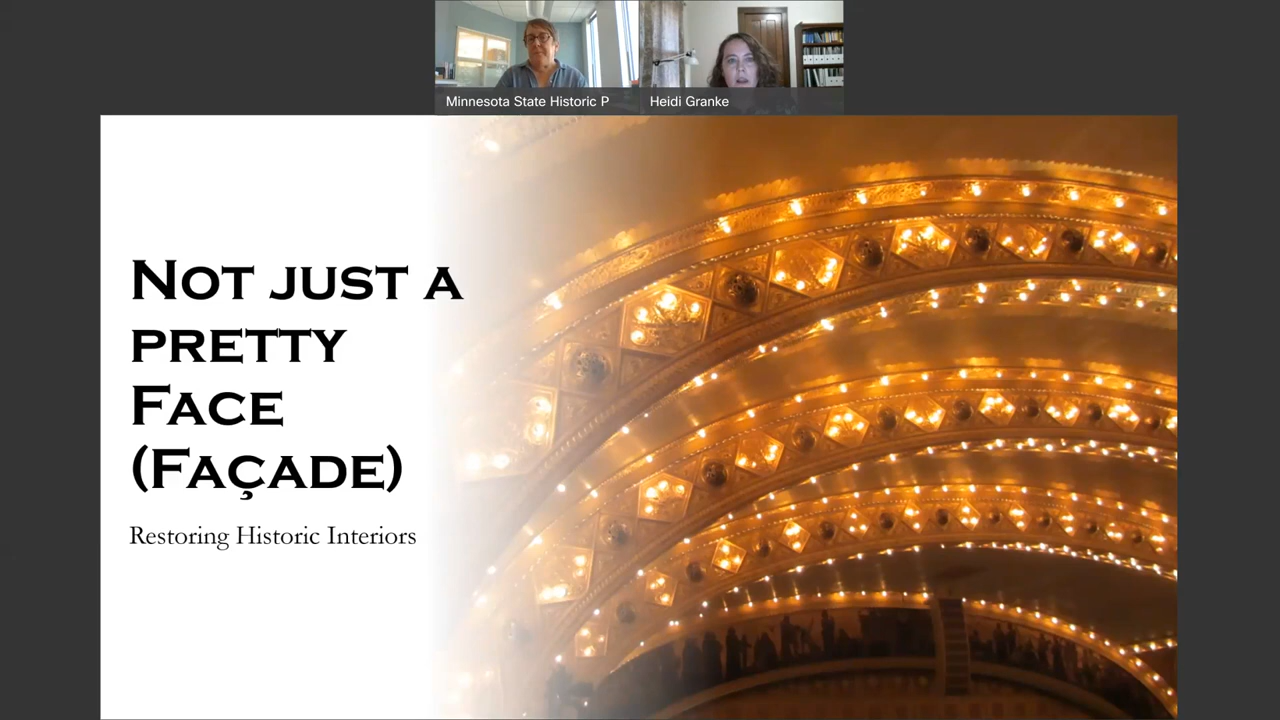 Minnesota State Historic P
Heidi Granke
Not just a
pretty
Face
(Façade)
Restoring Historic Interiors